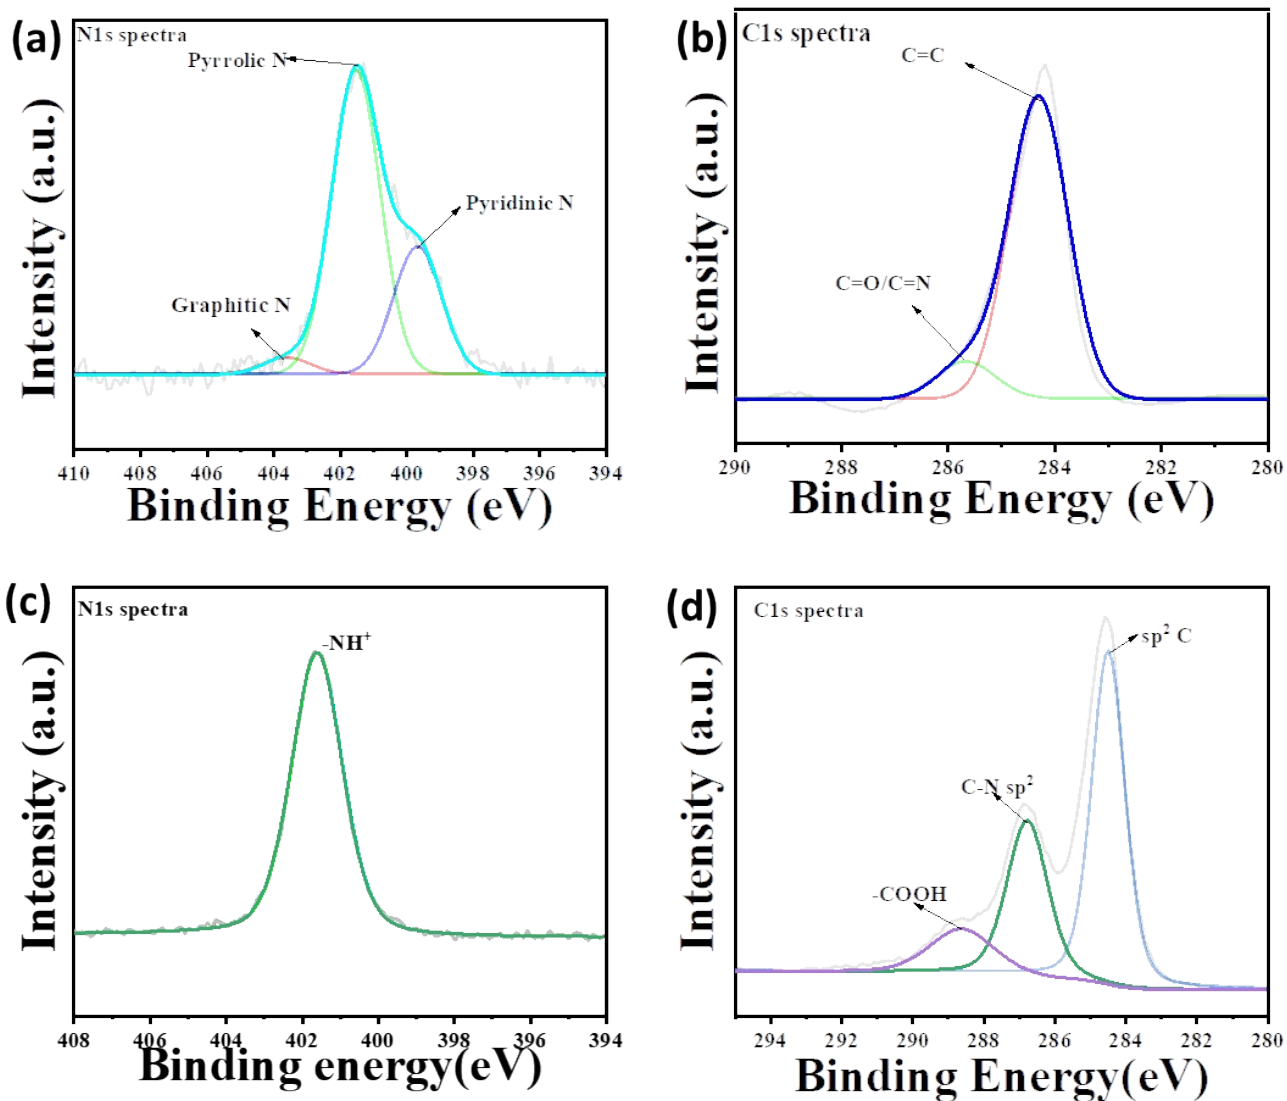 (a)
N1s spectra
Pyrrolic N
Pyridinic N
Graphitic N
Intensity (a.u.)
410 408 406 404 402 400 398 396 394
Binding Energy (eV)
(b)
C1s spectra
C=C
C=O/C=N
Intensity (a.u.)
290 288 286 284 282 280
Binding Energy (eV)
(c)
N1s spectra
-NH⁺
Intensity (a.u.)
408 406 404 402 400 398 396 394
Binding energy(eV)
(d)
C1s spectra
sp² C
C-N sp²
-COOH
Intensity (a.u.)
294 292 290 288 286 284 282 280
Binding Energy(eV)